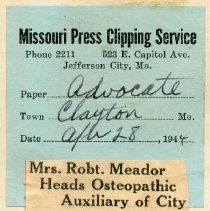 Missouri Press Clipping Service
Phone 2211 523 E. Capitol Ave.
Jefferson City, Mo.
Paper Advocate
Town Clayton Mo.
Date Apr 28, 1944
Mrs. Robt. Meador
Heads Osteopathic
Auxiliary of City